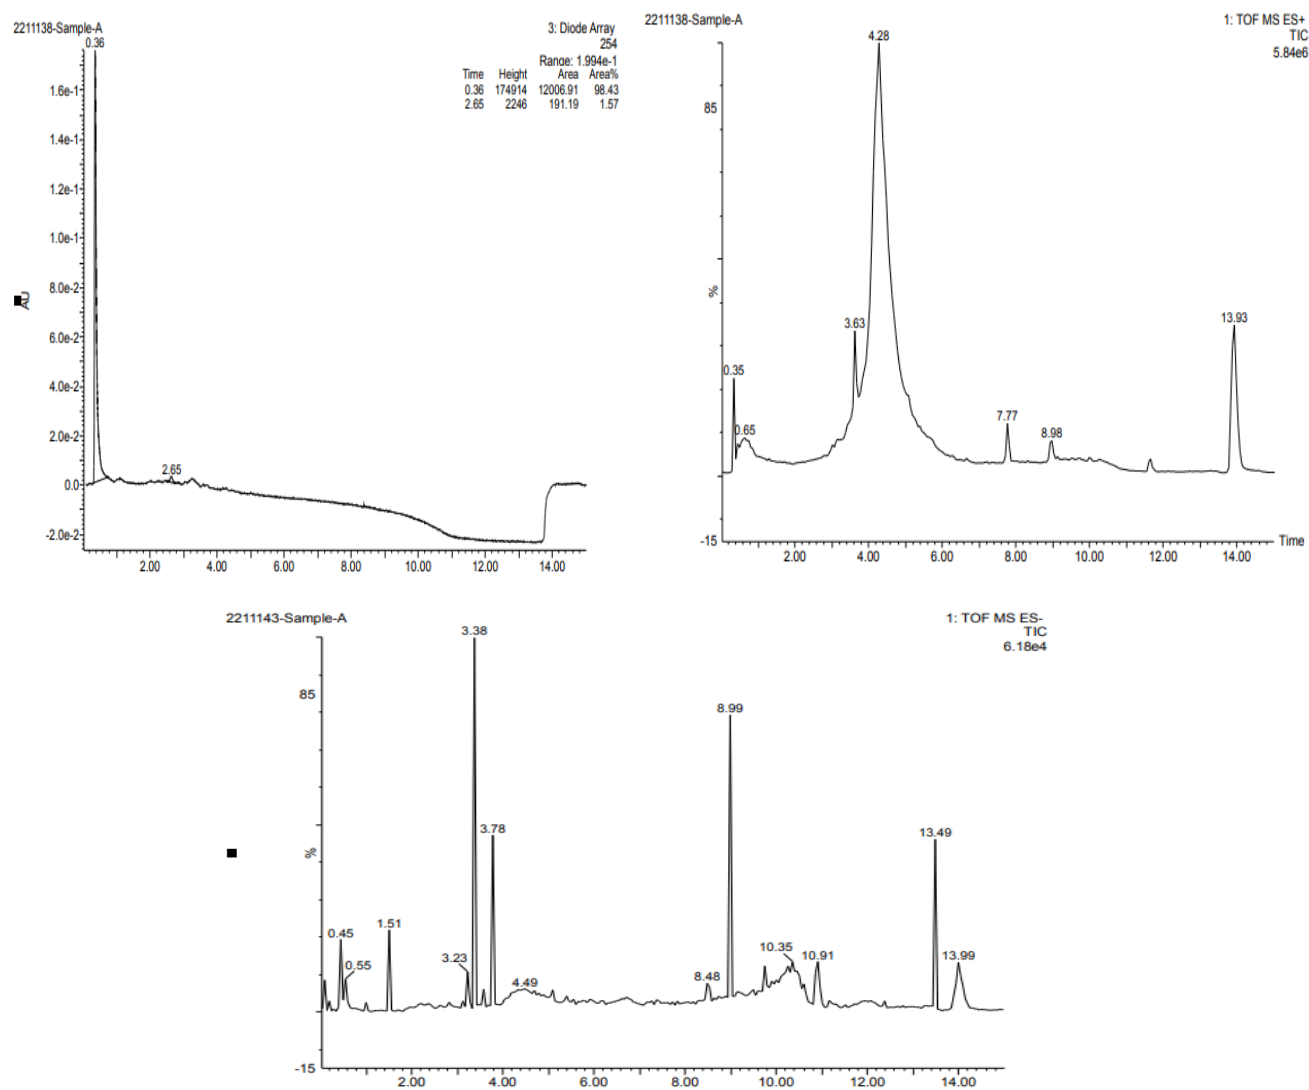 2211138-Sample-A
3: Diode Array
254
Range: 1.994e-1
Time Height Area Area%
0.36 174914 12006.91 98.43
2.65 2246 191.19 1.57
0.36
1.6e-1
1.4e-1
1.2e-1
1.0e-1
8.0e-2
6.0e-2
4.0e-2
2.0e-2
0.0
-2.0e-2
AU
2.65
2.00 4.00 6.00 8.00 10.00 12.00 14.00
2211138-Sample-A
1: TOF MS ES+
TIC
5.84e6
4.28
85
%
-15
0.35
0.65
3.63
7.77
8.98
13.93
2.00 4.00 6.00 8.00 10.00 12.00 14.00
Time
2211143-Sample-A
1: TOF MS ES-
TIC
6.18e4
3.38
85
%
-15
0.45
0.55
1.51
3.23
3.78
4.49
8.48
8.99
10.35
10.91
13.49
13.99
2.00 4.00 6.00 8.00 10.00 12.00 14.00